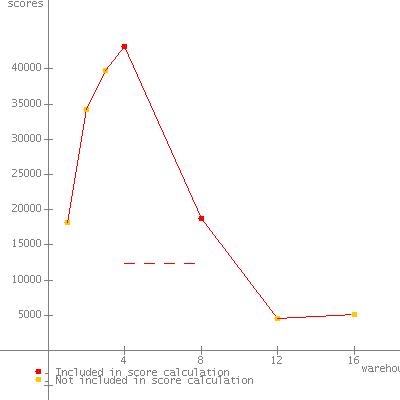 scores
40000
35000
30000
25000
20000
15000
10000
5000
4 8 12 16
warehou
- Included in score calculation
- Not included in score calculation